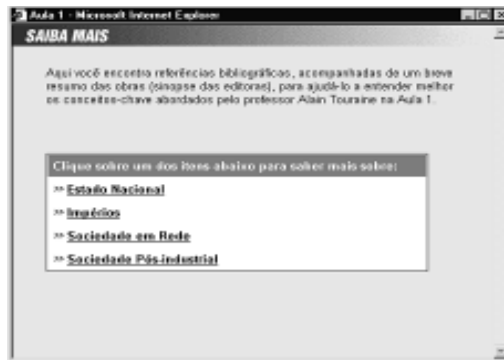 Aula 1 - Microsoft Internet Explorer
SAIBA MAIS
Aqui você encontra referências bibliográficas, acompanhadas de um breve
resumo das obras (sinopse das editoras), para ajudá-lo a entender melhor
os conceitos-chave abordados pelo professor Alain Touraine na Aula 1.
Clique sobre um dos itens abaixo para saber mais sobre:
>> Estado Nacional
>> Impérios
>> Sociedade em Rede
>> Sociedade Pós-industrial